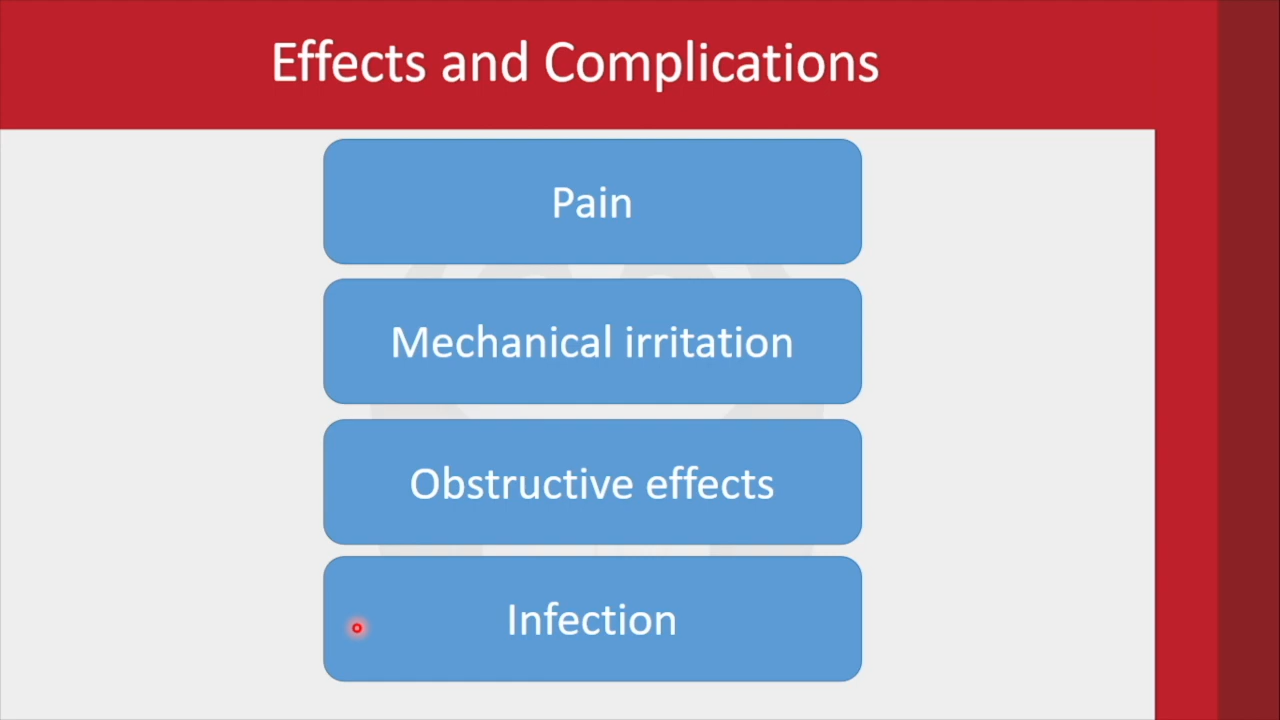 Effects and Complications
Pain
Mechanical irritation
Obstructive effects
Infection